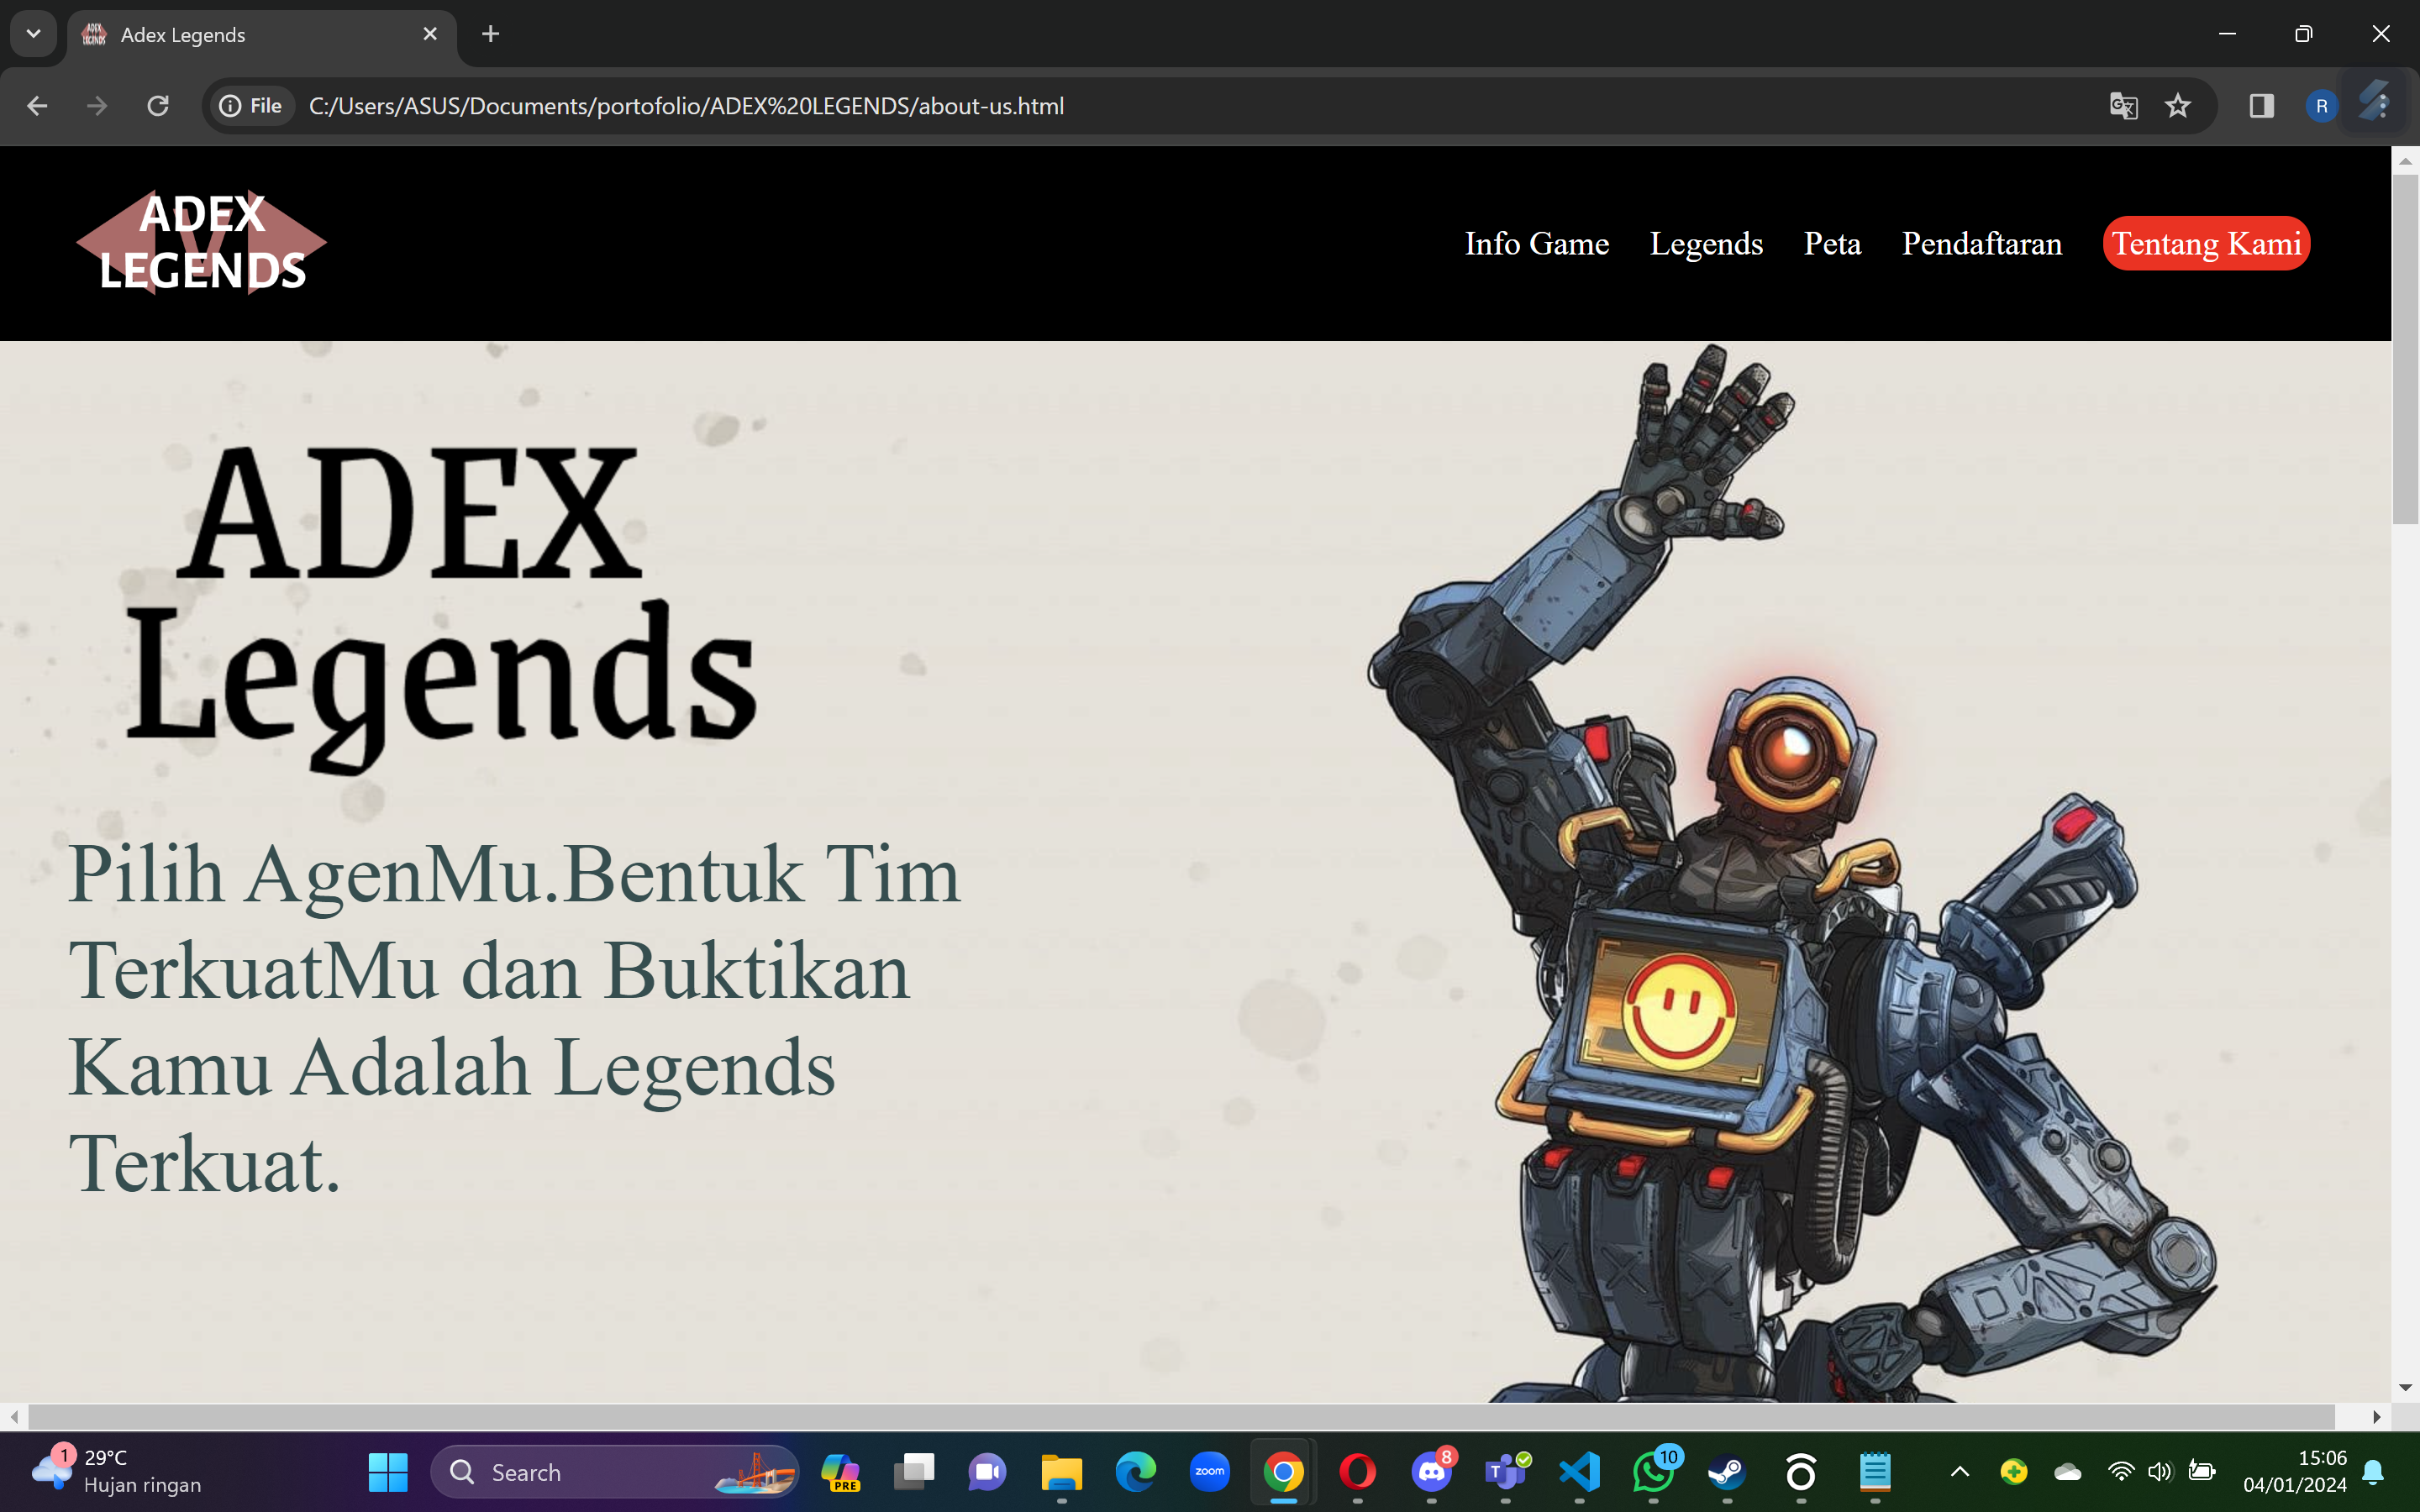 Adex Legends
File
C:/Users/ASUS/Documents/portofolio/ADEX%20LEGENDS/about-us.html
R
ADEX
LEGENDS
Info Game Legends Peta Pendaftaran Tentang Kami
ADEX
Legends
Pilih AgenMu.Bentuk Tim
TerkuatMu dan Buktikan
Kamu Adalah Legends
Terkuat.
1
29°C
Hujan ringan
Search
PRE
zoom
8
T
10
15:06
04/01/2024